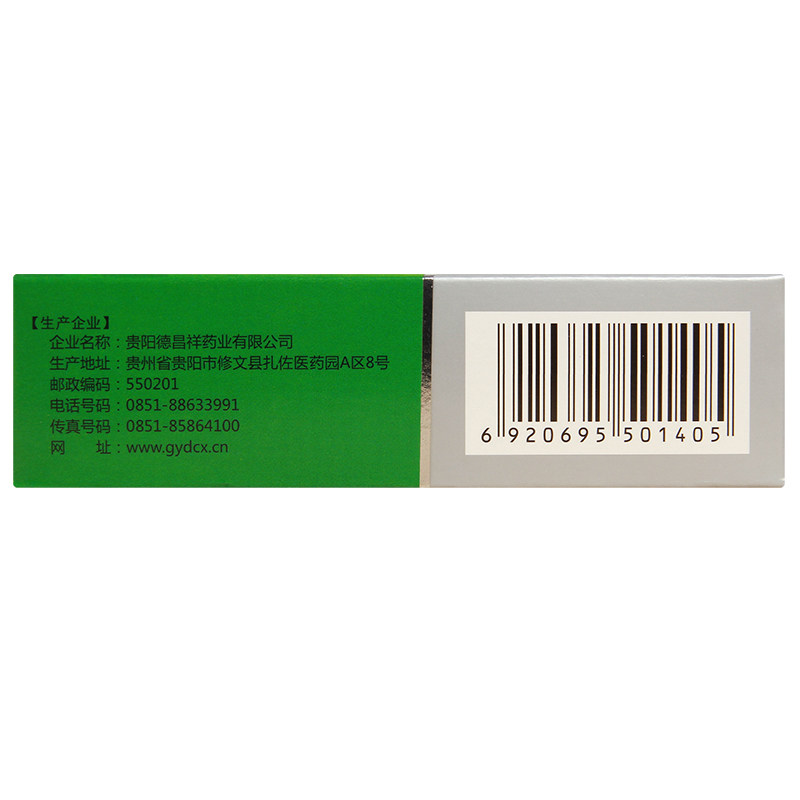 【生产企业】
企业名称：贵阳德昌祥药业有限公司
生产地址：贵州省贵阳市修文县扎佐医药园A区8号
邮政编码：550201
电话号码：0851-88633991
传真号码：0851-85864100
网　　址：www.gydcx.cn
6 920695 501405